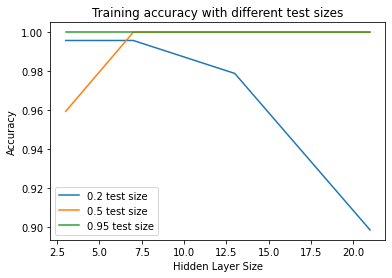 Training accuracy with different test sizes
1.00
0.98
0.96
0.94
0.92
0.90
Accuracy
0.2 test size
0.5 test size
0.95 test size
2.5 5.0 7.5 10.0 12.5 15.0 17.5 20.0
Hidden Layer Size